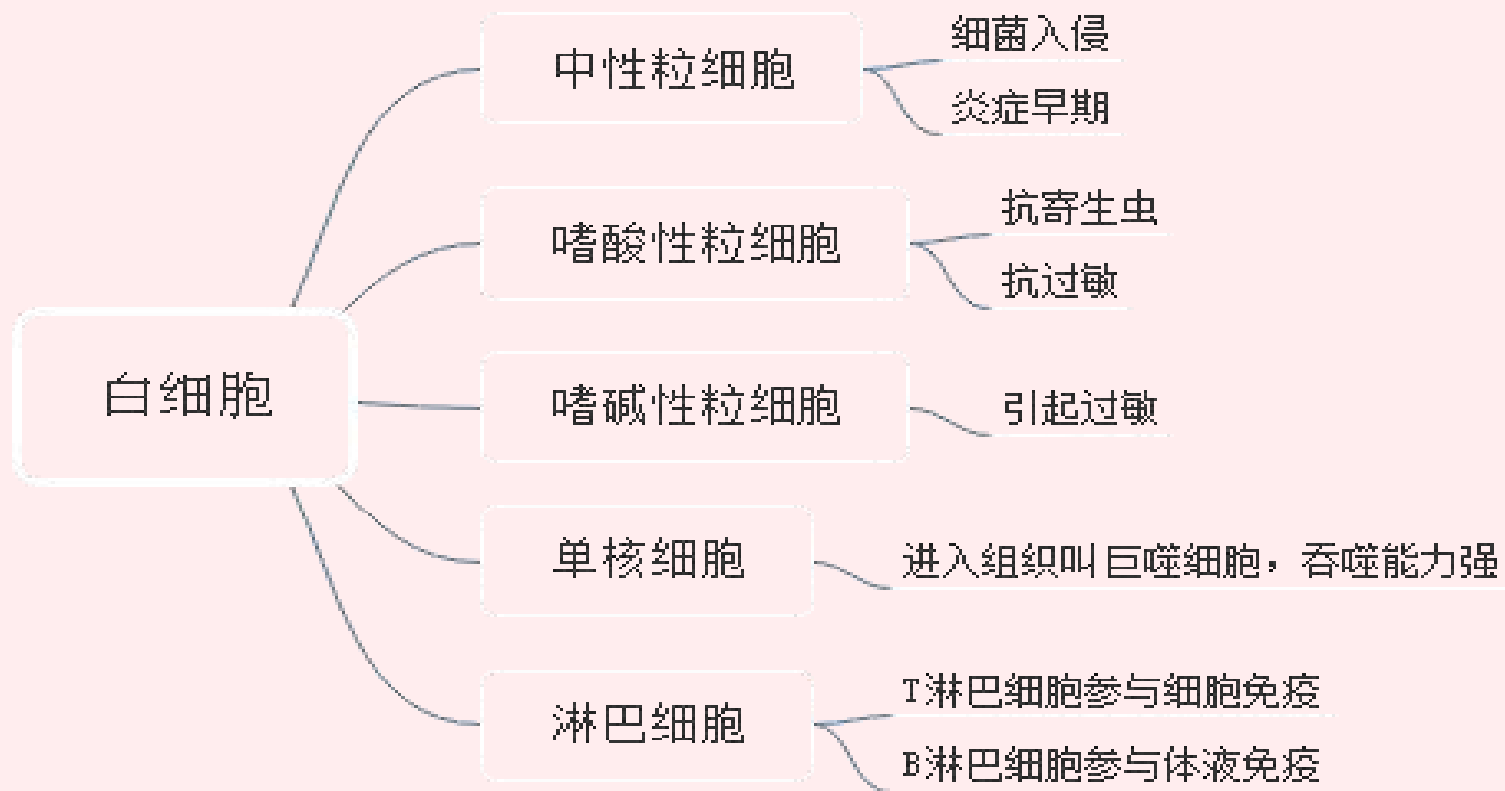 白细胞
中性粒细胞
细菌入侵
炎症早期
嗜酸性粒细胞
抗寄生虫
抗过敏
嗜碱性粒细胞
引起过敏
单核细胞
进入组织叫巨噬细胞，吞噬能力强
淋巴细胞
T淋巴细胞参与细胞免疫
B淋巴细胞参与体液免疫